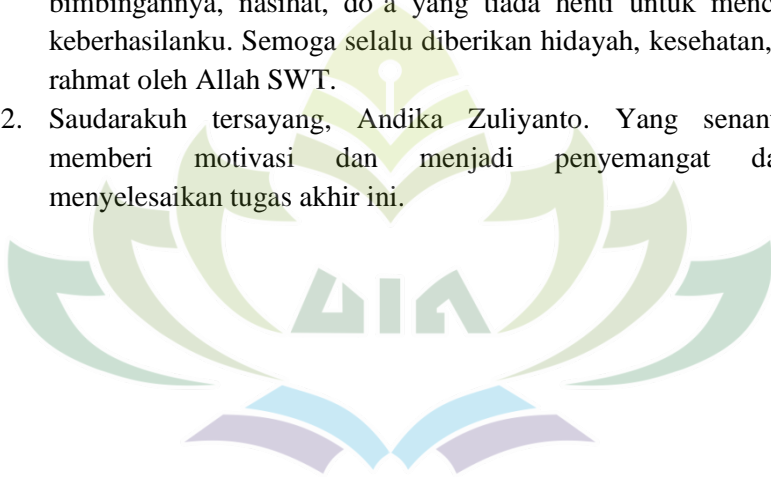 bimbingannya, nasihat, do'a yang tiada henti untuk
keberhasilanku. Semoga selalu diberikan hidayah, kesehatan,
rahmat oleh Allah SWT.
2. Saudarakuh tersayang, Andika Zuliyanto. Yang
memberi motivasi dan menjadi penyemangat
menyelesaikan tugas akhir ini.
UIN